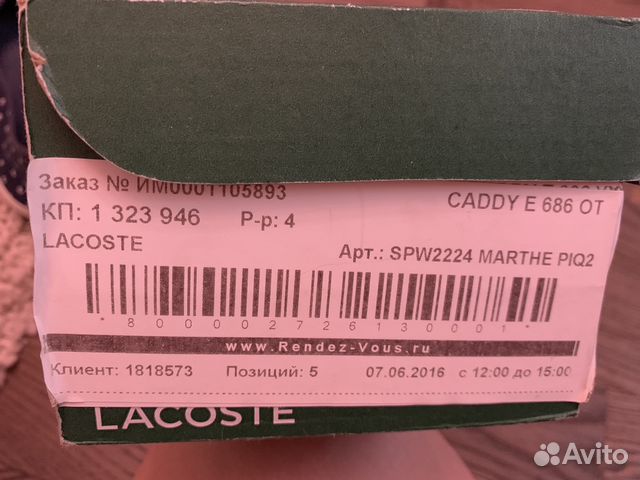 Заказ № ИМ0001105893
КП: 1 323 946 Р-р: 4
CADDY E 686 OT
LACOSTE
Арт.: SPW2224 MARTHE PIQ2
*800002726130001*
www.Rendez-Vous.ru
Клиент: 1818573 Позиций: 5 07.06.2016 с 12:00 до 15:00
LACOSTE
Avito